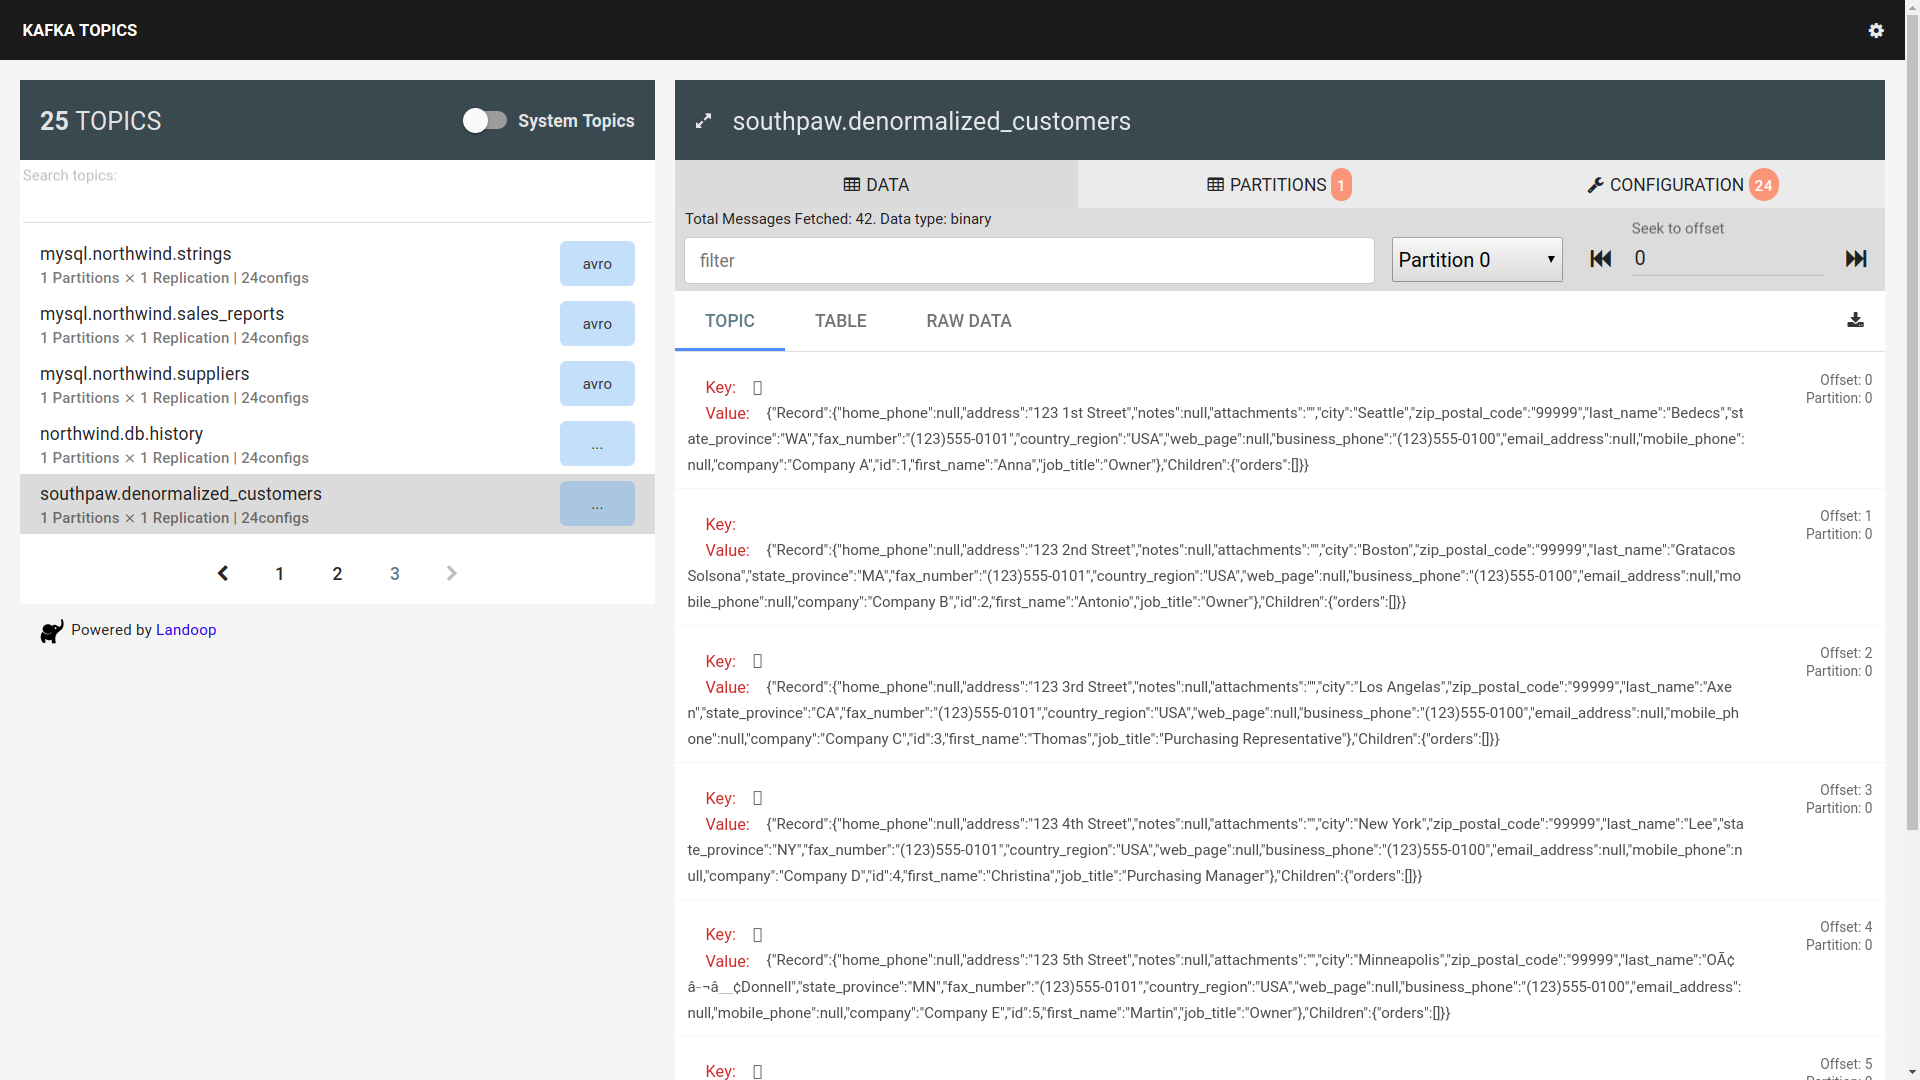 KAFKA TOPICS
25 TOPICS
System Topics
Search topics:
mysql.northwind.strings
1 Partitions × 1 Replication | 24configs
avro
mysql.northwind.sales_reports
1 Partitions × 1 Replication | 24configs
avro
mysql.northwind.suppliers
1 Partitions × 1 Replication | 24configs
avro
northwind.db.history
1 Partitions × 1 Replication | 24configs
...
southpaw.denormalized_customers
1 Partitions × 1 Replication | 24configs
...
1 2 3
Powered by Landoop
southpaw.denormalized_customers
DATA
PARTITIONS 1
CONFIGURATION 24
Total Messages Fetched: 42. Data type: binary
filter
Partition 0
Seek to offset
0
TOPIC
TABLE
RAW DATA
Key:
Offset: 0
Partition: 0
Value: {"Record":{"home_phone":null,"address":"123 1st Street","notes":null,"attachments":"","city":"Seattle","zip_postal_code":"99999","last_name":"Bedecs","st
ate_province":"WA","fax_number":"(123)555-0101","country_region":"USA","web_page":null,"business_phone":"(123)555-0100","email_address":null,"mobile_phone":
null,"company":"Company A","id":1,"first_name":"Anna","job_title":"Owner"},"Children":{"orders":[]}}
Key:
Offset: 1
Partition: 0
Value: {"Record":{"home_phone":null,"address":"123 2nd Street","notes":null,"attachments":"","city":"Boston","zip_postal_code":"99999","last_name":"Gratacos
Solsona","state_province":"MA","fax_number":"(123)555-0101","country_region":"USA","web_page":null,"business_phone":"(123)555-0100","email_address":null,"mo
bile_phone":null,"company":"Company B","id":2,"first_name":"Antonio","job_title":"Owner"},"Children":{"orders":[]}}
Key:
Offset: 2
Partition: 0
Value: {"Record":{"home_phone":null,"address":"123 3rd Street","notes":null,"attachments":"","city":"Los Angelas","zip_postal_code":"99999","last_name":"Axe
n","state_province":"CA","fax_number":"(123)555-0101","country_region":"USA","web_page":null,"business_phone":"(123)555-0100","email_address":null,"mobile_ph
one":null,"company":"Company C","id":3,"first_name":"Thomas","job_title":"Purchasing Representative"},"Children":{"orders":[]}}
Key:
Offset: 3
Partition: 0
Value: {"Record":{"home_phone":null,"address":"123 4th Street","notes":null,"attachments":"","city":"New York","zip_postal_code":"99999","last_name":"Lee","sta
te_province":"NY","fax_number":"(123)555-0101","country_region":"USA","web_page":null,"business_phone":"(123)555-0100","email_address":null,"mobile_phone":n
ull,"company":"Company D","id":4,"first_name":"Christina","job_title":"Purchasing Manager"},"Children":{"orders":[]}}
Key:
Offset: 4
Partition: 0
Value: {"Record":{"home_phone":null,"address":"123 5th Street","notes":null,"attachments":"","city":"Minneapolis","zip_postal_code":"99999","last_name":"OÃ¢
â-¬â__¢Donnell","state_province":"MN","fax_number":"(123)555-0101","country_region":"USA","web_page":null,"business_phone":"(123)555-0100","email_address":
null,"mobile_phone":null,"company":"Company E","id":5,"first_name":"Martin","job_title":"Owner"},"Children":{"orders":[]}}
Key:
Offset: 5